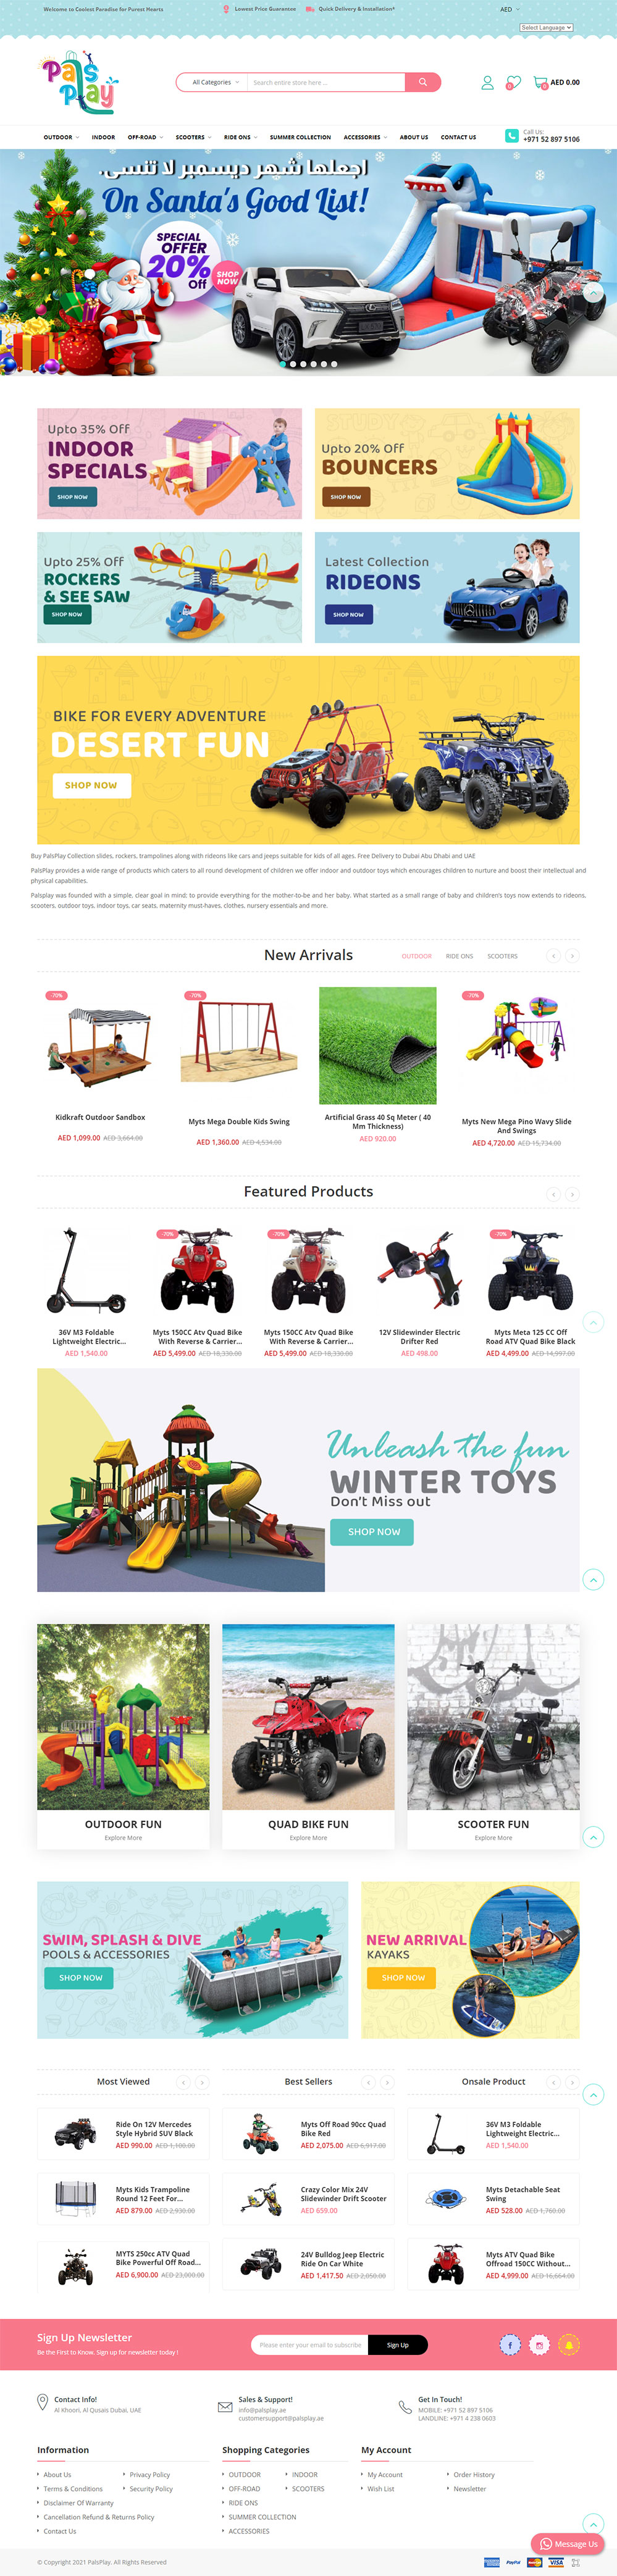 Welcome to Coolest Paradise for Purest Hearts
Lowest Price Guarantee
Quick Delivery & Installation*
AED
Select Language
Pals Play
All Categories
Search entire store here ...
0
0
AED 0.00
OUTDOOR
INDOOR
OFF-ROAD
SCOOTERS
RIDE ONS
SUMMER COLLECTION
ACCESSORIES
ABOUT US
CONTACT US
Call Us:
+971 52 897 5106
اجعلها شهر ديسمبر لا تنسى.
On Santa's Good List!
SPECIAL
OFFER
20%
Off
SHOP
NOW
Upto 35% Off
INDOOR
SPECIALS
SHOP NOW
Upto 20% Off
BOUNCERS
SHOP NOW
Upto 25% Off
ROCKERS
& SEE SAW
SHOP NOW
Latest Collection
RIDEONS
SHOP NOW
BIKE FOR EVERY ADVENTURE
DESERT FUN
SHOP NOW
Buy PalsPlay Collection slides, rockers, trampolines along with rideons like cars and jeeps suitable for kids of all ages. Free Delivery to Dubai Abu Dhabi and UAE
PalsPlay provides a wide range of products which caters to all round development of children we offer indoor and outdoor toys which encourages children to nurture and boost their intellectual and
physical capabilities.
Palsplay was founded with a simple, clear goal in mind; to provide everything for the mother-to-be and her baby. What started as a small range of baby and children's toys now extends to rideons,
scooters, outdoor toys, indoor toys, car seats, maternity must-haves, clothes, nursery essentials and more.
New Arrivals
OUTDOOR
RIDE ONS
SCOOTERS
-70%
-70%
-70%
Kidkraft Outdoor Sandbox
AED 1,099.00 AED 3,664.00
Myts Mega Double Kids Swing
AED 1,360.00 AED 4,534.00
Artificial Grass 40 Sq Meter ( 40
Mm Thickness)
AED 920.00
Myts New Mega Pino Wavy Slide
And Swings
AED 4,720.00 AED 15,734.00
Featured Products
-70%
-70%
-70%
36V M3 Foldable
Lightweight Electric...
AED 1,540.00
Myts 150CC Atv Quad Bike
With Reverse & Carrier...
AED 5,499.00 AED 18,330.00
Myts 150CC Atv Quad Bike
With Reverse & Carrier...
AED 5,499.00 AED 18,330.00
12V Slidewinder Electric
Drifter Red
AED 498.00
Myts Meta 125 CC Off
Road ATV Quad Bike Black
AED 4,499.00 AED 14,997.00
Unleash the fun
WINTER TOYS
Don't Miss out
SHOP NOW
OUTDOOR FUN
Explore More
QUAD BIKE FUN
Explore More
SCOOTER FUN
Explore More
SWIM, SPLASH & DIVE
POOLS & ACCESSORIES
SHOP NOW
NEW ARRIVAL
KAYAKS
SHOP NOW
Most Viewed
Ride On 12V Mercedes
Style Hybrid SUV Black
AED 990.00 AED 1,100.00
Myts Kids Trampoline
Round 12 Feet For...
AED 879.00 AED 2,930.00
MYTS 250cc ATV Quad
Bike Powerful Off Road...
AED 6,900.00 AED 23,000.00
Best Sellers
Myts Off Road 90cc Quad
Bike Red
AED 2,075.00 AED 6,917.00
Crazy Color Mix 24V
Slidewinder Drift Scooter
AED 659.00
24V Bulldog Jeep Electric
Ride On Car White
AED 1,417.50 AED 2,050.00
Onsale Product
36V M3 Foldable
Lightweight Electric...
AED 1,540.00
Myts Detachable Seat
Swing
AED 528.00 AED 1,760.00
Myts ATV Quad Bike
Offroad 150CC Without...
AED 4,999.00 AED 16,664.00
Sign Up Newsletter
Be the First to Know. Sign up for newsletter today !
Please enter your email to subscribe
Sign Up
Contact Info!
Al Khoori, Al Qusais Dubai, UAE
Sales & Support!
info@palsplay.ae
customersupport@palsplay.ae
Get In Touch!
MOBILE: +971 52 897 5106
LANDLINE: +971 4 238 0603
Information
About Us
Privacy Policy
Terms & Conditions
Security Policy
Disclaimer Of Warranty
Cancellation Refund & Returns Policy
Contact Us
Shopping Categories
OUTDOOR
INDOOR
OFF-ROAD
SCOOTERS
RIDE ONS
SUMMER COLLECTION
ACCESSORIES
My Account
My Account
Order History
Wish List
Newsletter
Message Us
© Copyright 2021 PalsPlay. All Rights Reserved
PayPal
VISA